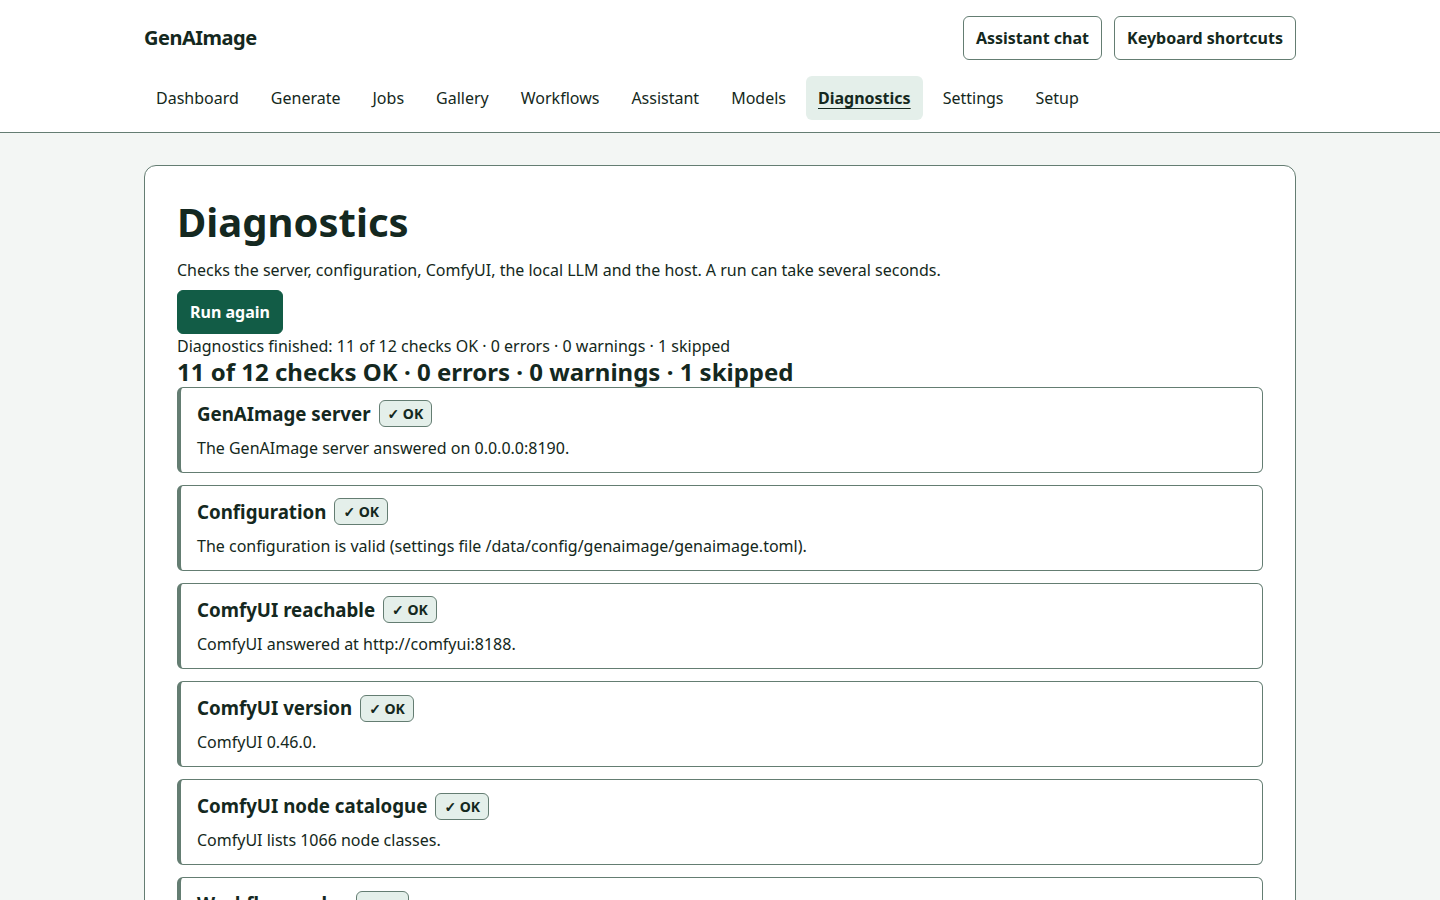 GenAImage
Assistant chat
Keyboard shortcuts
Dashboard
Generate
Jobs
Gallery
Workflows
Assistant
Models
Diagnostics
Settings
Setup
Diagnostics
Checks the server, configuration, ComfyUI, the local LLM and the host. A run can take several seconds.
Run again
Diagnostics finished: 11 of 12 checks OK · 0 errors · 0 warnings · 1 skipped
11 of 12 checks OK · 0 errors · 0 warnings · 1 skipped
GenAImage server ✓ OK
The GenAImage server answered on 0.0.0.0:8190.
Configuration ✓ OK
The configuration is valid (settings file /data/config/genaimage/genaimage.toml).
ComfyUI reachable ✓ OK
ComfyUI answered at http://comfyui:8188.
ComfyUI version ✓ OK
ComfyUI 0.46.0.
ComfyUI node catalogue ✓ OK
ComfyUI lists 1066 node classes.